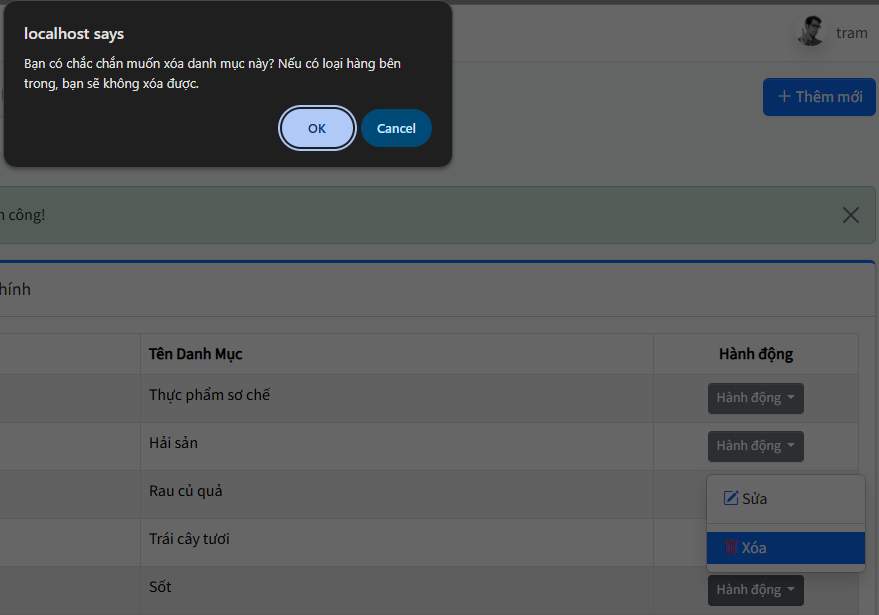 localhost says
Bạn có chắc chắn muốn xóa danh mục này? Nếu có loại hàng bên
trong, bạn sẽ không xóa được.
OK
Cancel
tram
+ Thêm mới
công!
Tên Danh Mục
Hành động
Thực phẩm sơ chế
Hành động
Hải sản
Hành động
Rau củ quả
Sửa
Trái cây tươi
Xóa
Sốt
Hành động